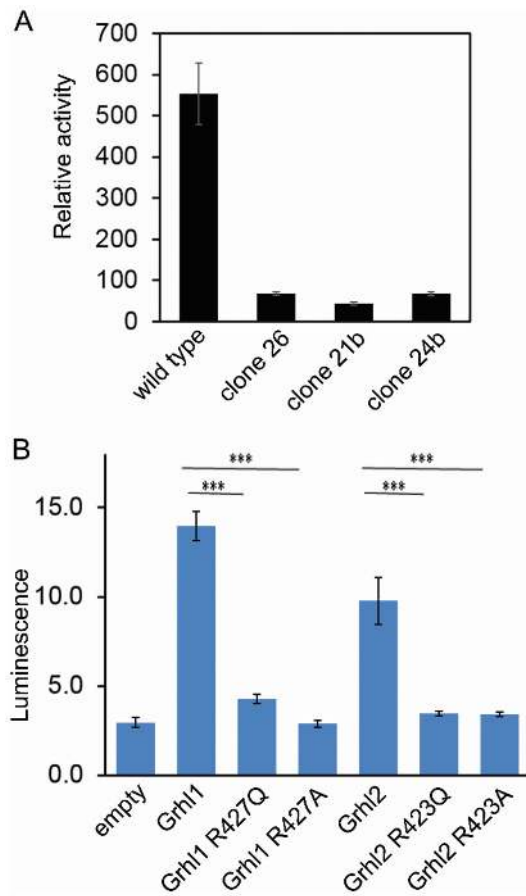 A
Relative activity
700
600
500
400
300
200
100
0
wild type
clone 26
clone 21b
clone 24b
B
Luminescence
***
***
***
***
15.0
10.0
5.0
0.0
empty
Grhl1
Grhl1 R427Q
Grhl1 R427A
Grhl2
Grhl2 R423Q
Grhl2 R423A